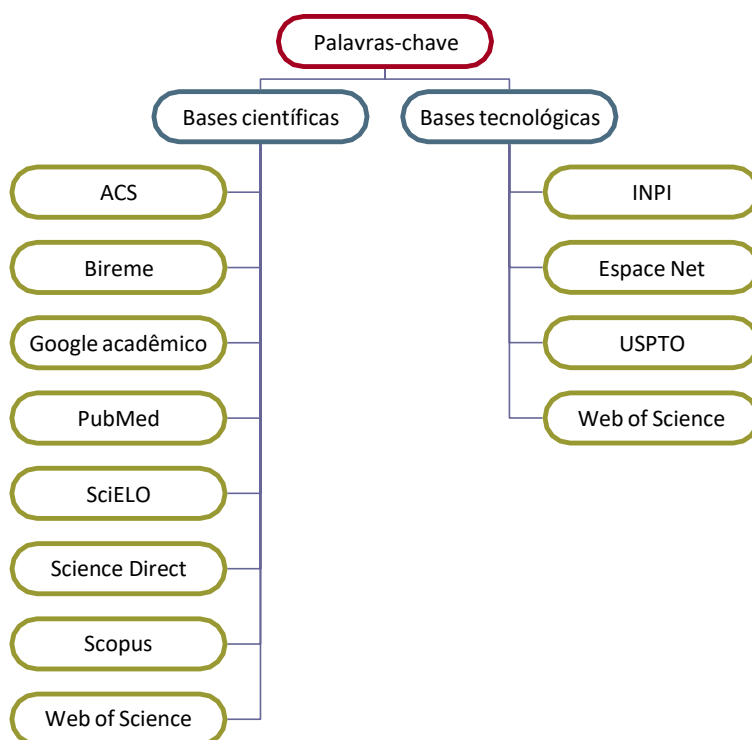 Palavras-chave
Bases científicas
ACS
Bireme
Google acadêmico
PubMed
SciELO
Science Direct
Scopus
Web of Science
Bases tecnológicas
INPI
Espace Net
USPTO
Web of Science